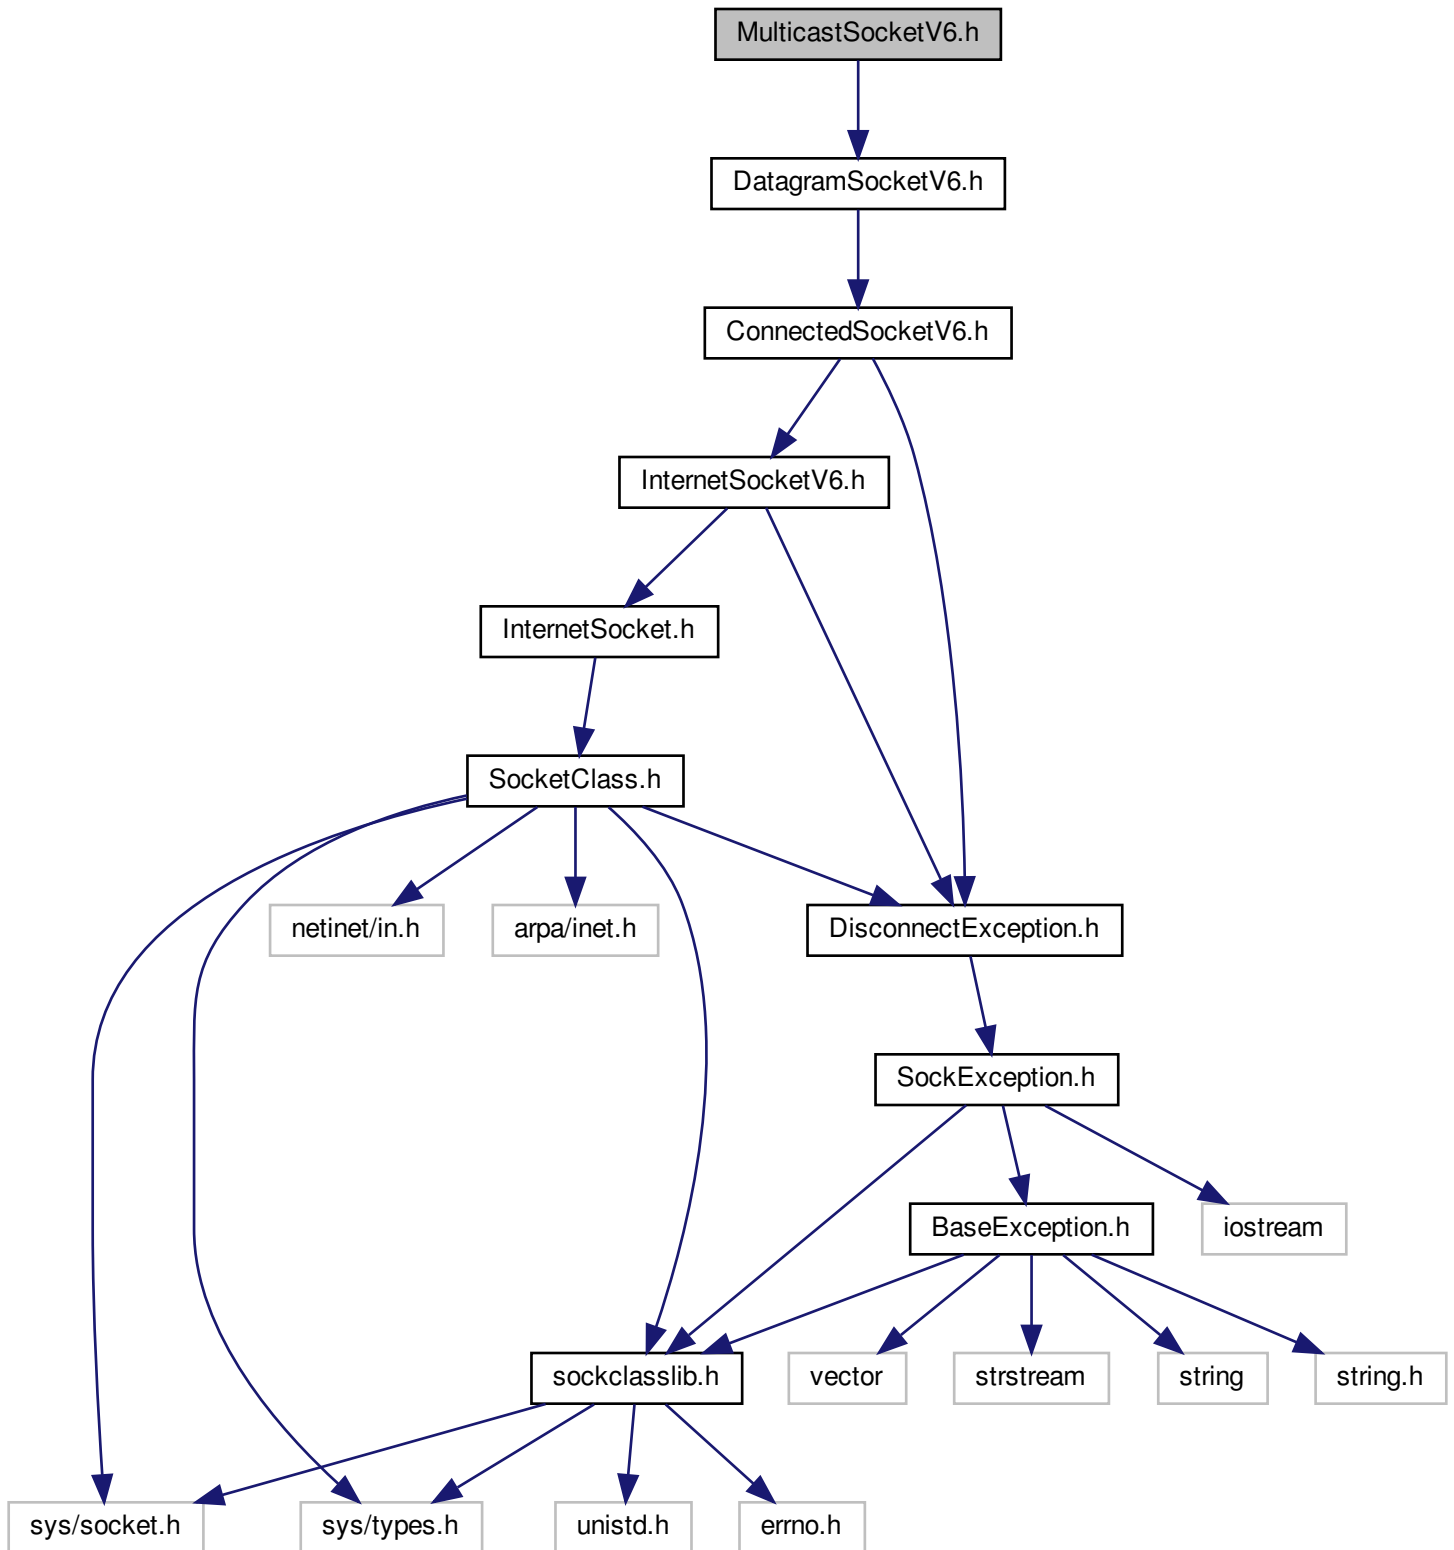 MulticastSocketV6.h
DatagramSocketV6.h
ConnectedSocketV6.h
InternetSocketV6.h
InternetSocket.h
SocketClass.h
netinet/in.h
arpa/inet.h
DisconnectException.h
SockException.h
BaseException.h
iostream
sockclasslib.h
vector
strstream
string
string.h
sys/socket.h
sys/types.h
unistd.h
errno.h